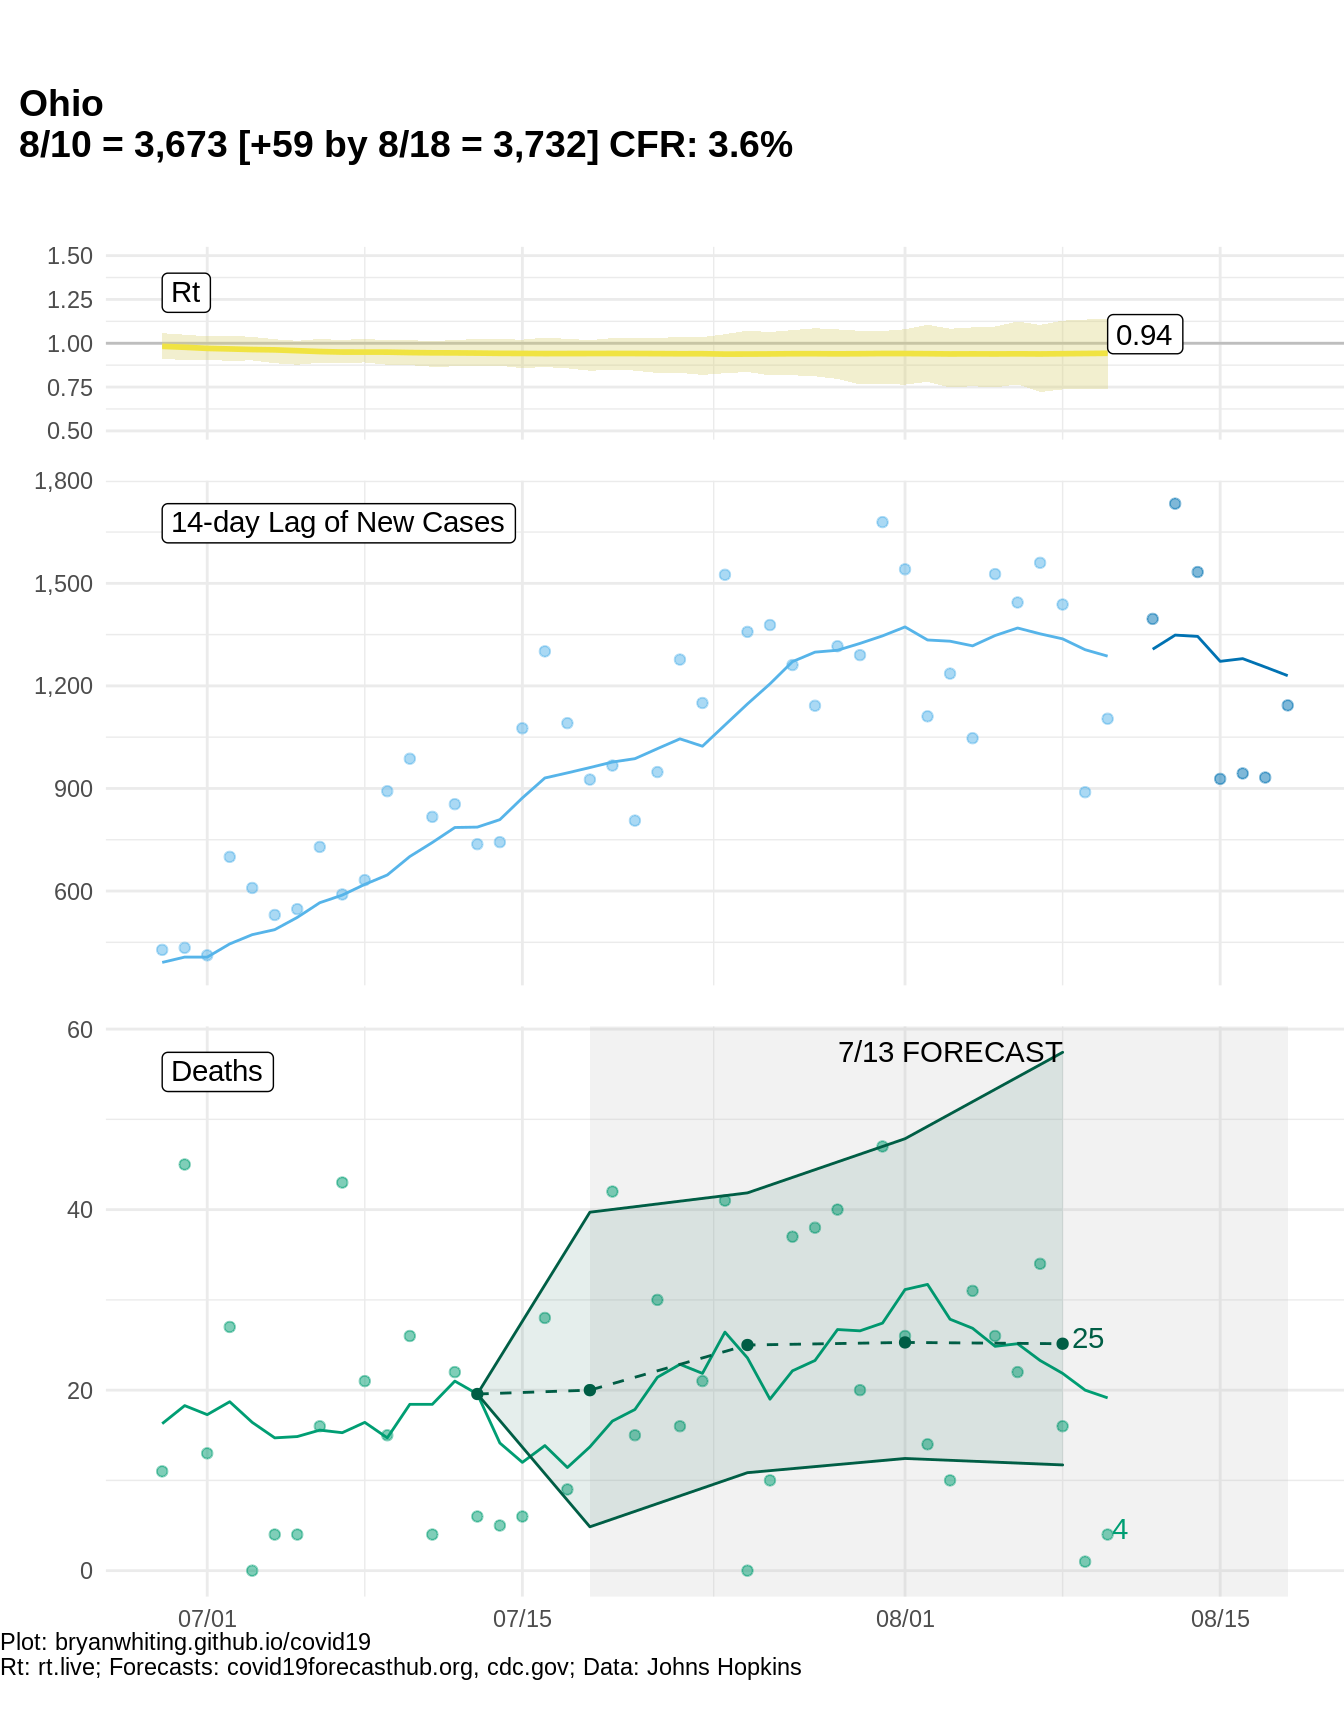 Ohio
8/10 = 3,673 [+59 by 8/18 = 3,732] CFR: 3.6%
1.50
Rt
1.25
1.00
0.94
0.75
0.50
1,800
14-day Lag of New Cases
1,500
1,200
900
600
60
7/13 FORECAST
Deaths
40
25
20
4
0
07/01 07/15 08/01 08/15
Plot: bryanwhiting.github.io/covid19
Rt: rt.live; Forecasts: covid19forecasthub.org, cdc.gov; Data: Johns Hopkins